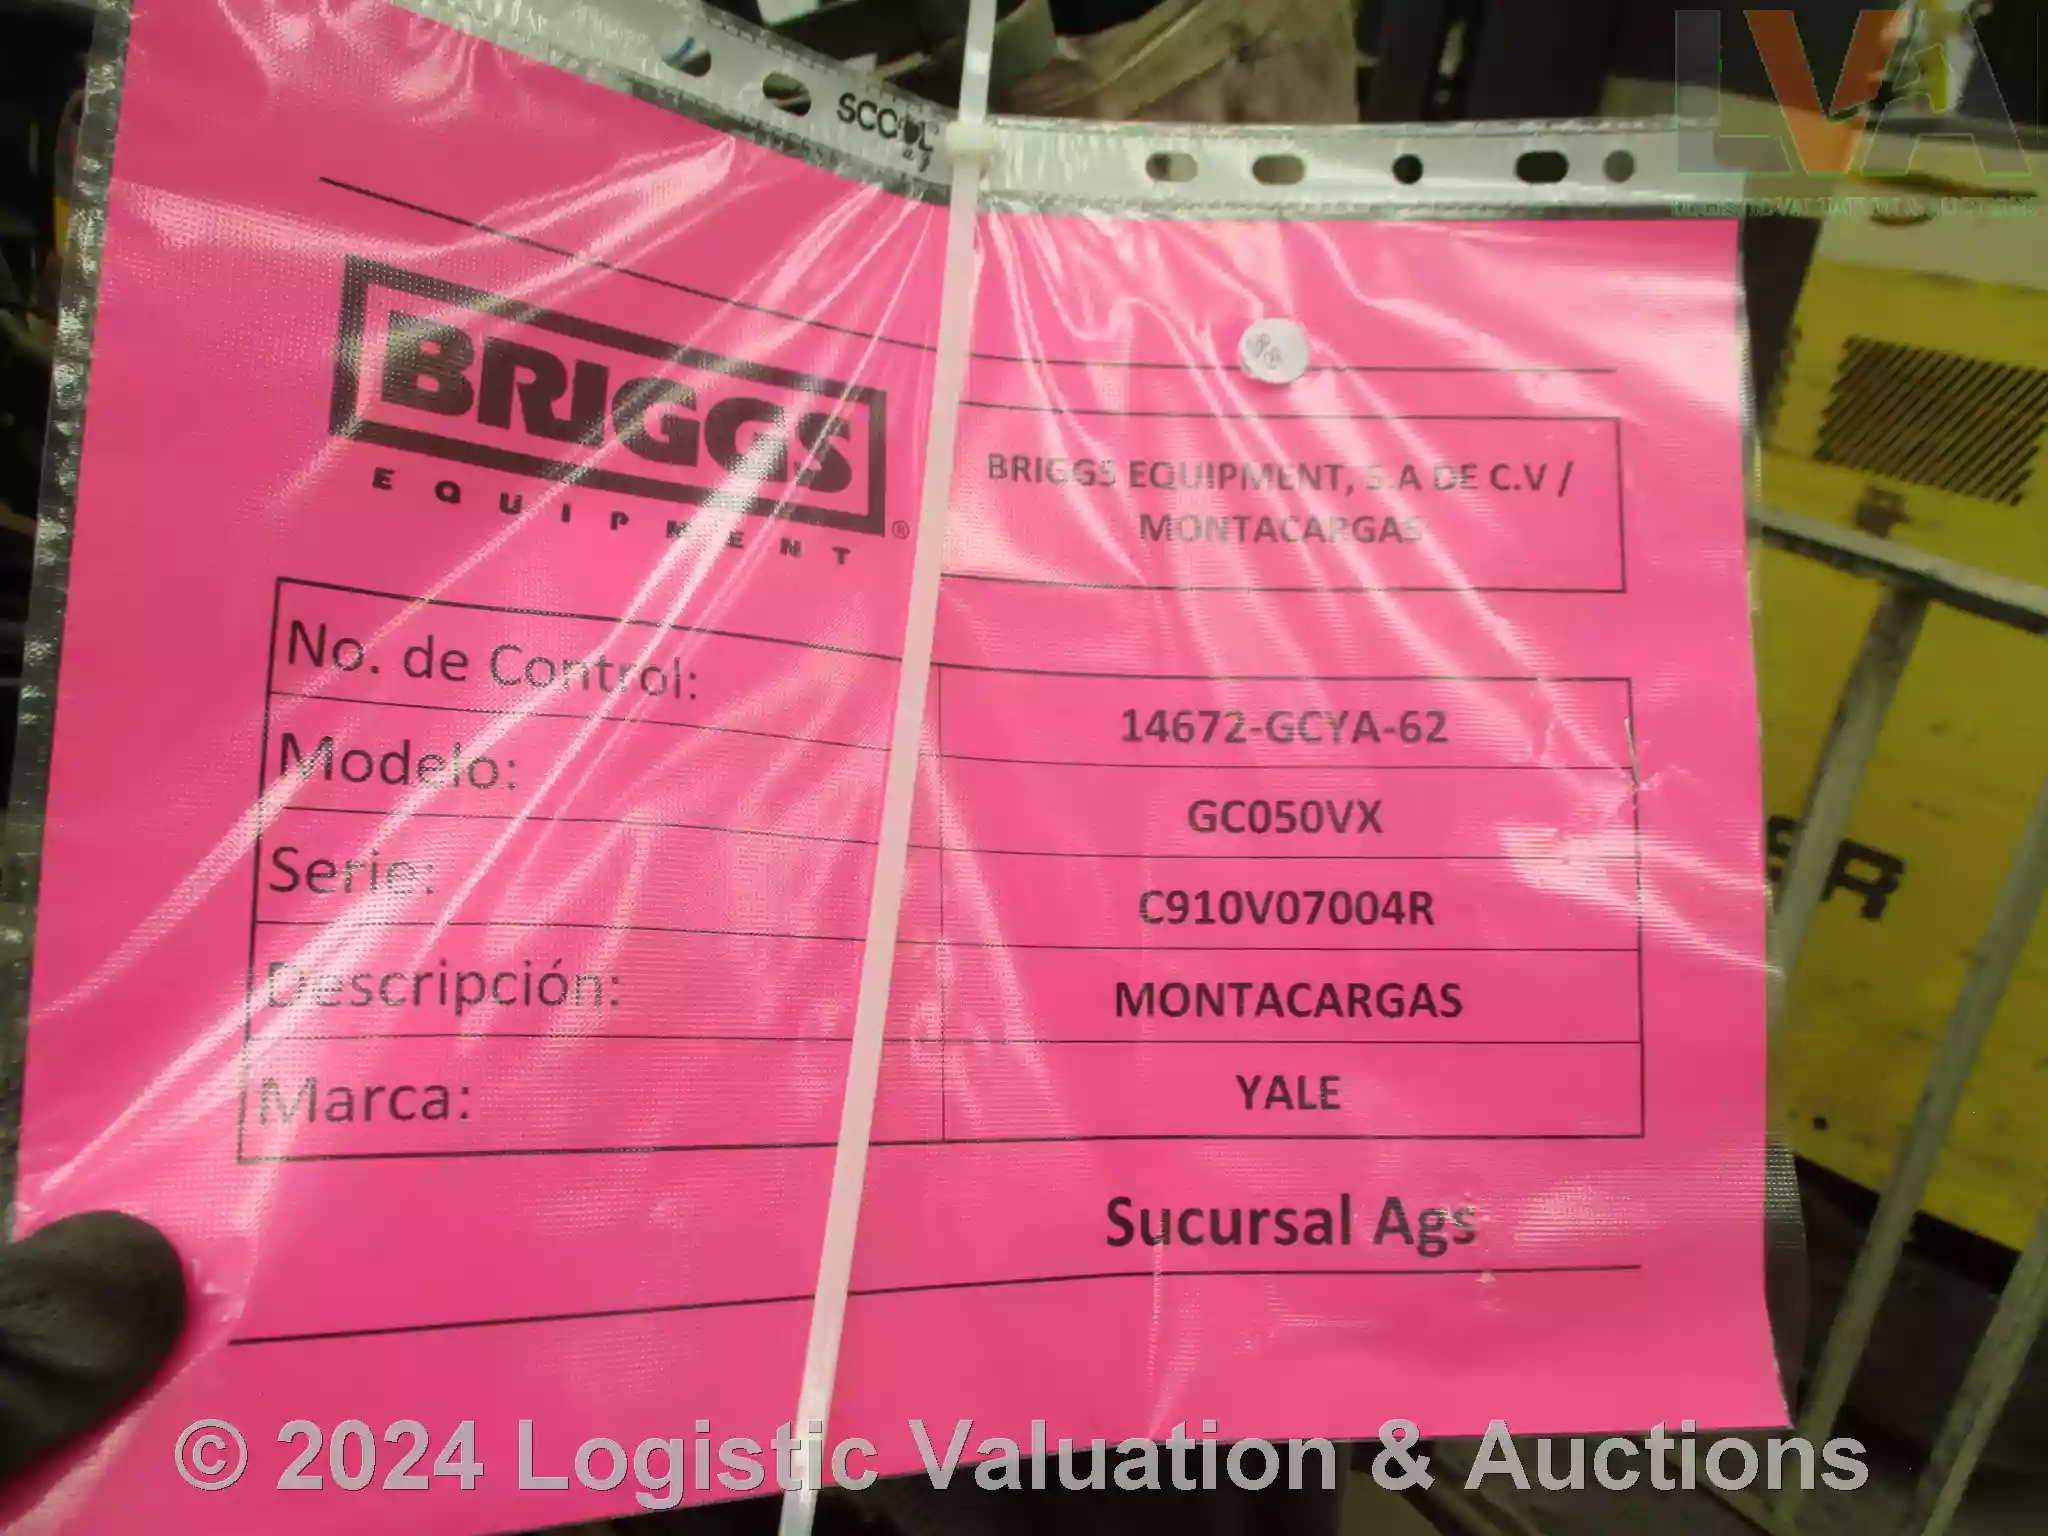 BRIGGS
EQUIPMENT®
BRIGGS EQUIPMENT, S.A DE C.V /
MONTACARGAS
No. de Control: 14672-GCYA-62
Modelo: GC050VX
Serie: C910V07004R
Descripción: MONTACARGAS
Marca: YALE
Sucursal Ags
LVA
© 2024 Logistic Valuation & Auctions